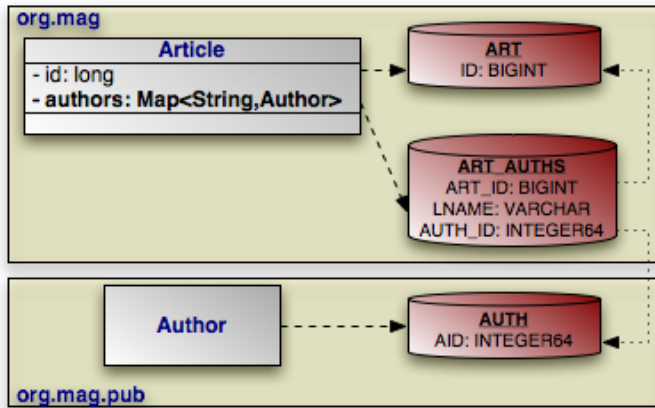 org.mag
Article
- id: long
- authors: Map<String,Author>
ART
ID: BIGINT
ART_AUTHS
ART_ID: BIGINT
LNAME: VARCHAR
AUTH_ID: INTEGER64
Author
AUTH
AID: INTEGER64
org.mag.pub